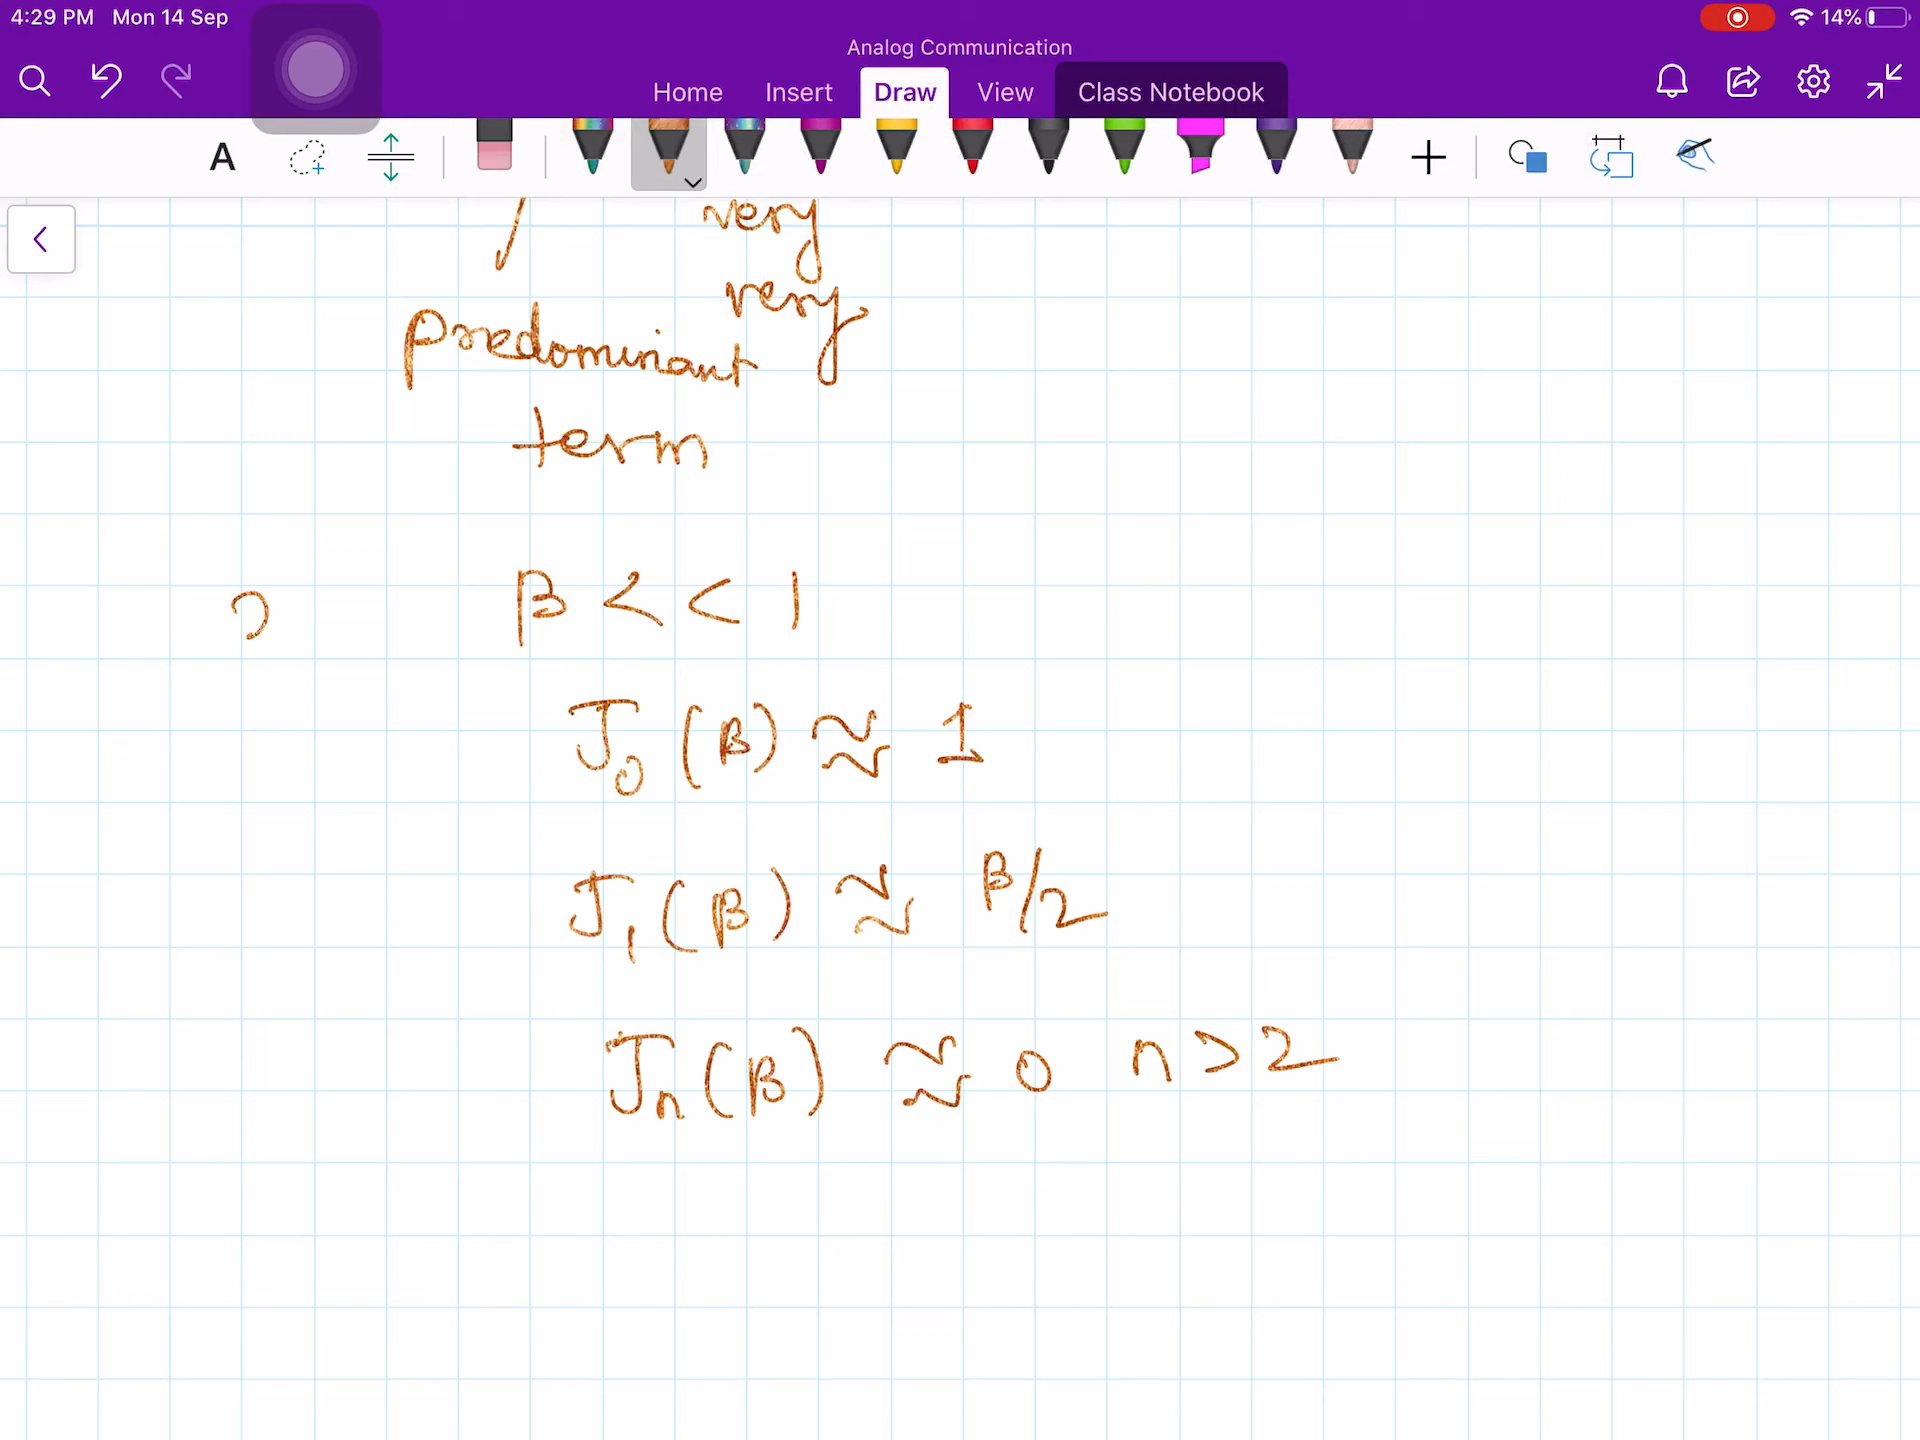 4:29 PM Mon 14 Sep
14%
Analog Communication
Home Insert Draw View Class Notebook
A
very
very
predominant
term
β < < 1
J₀ (β) ≈ 1
J₁ (β) ≈ β/2
Jₙ (β) ≈ 0 n > 2